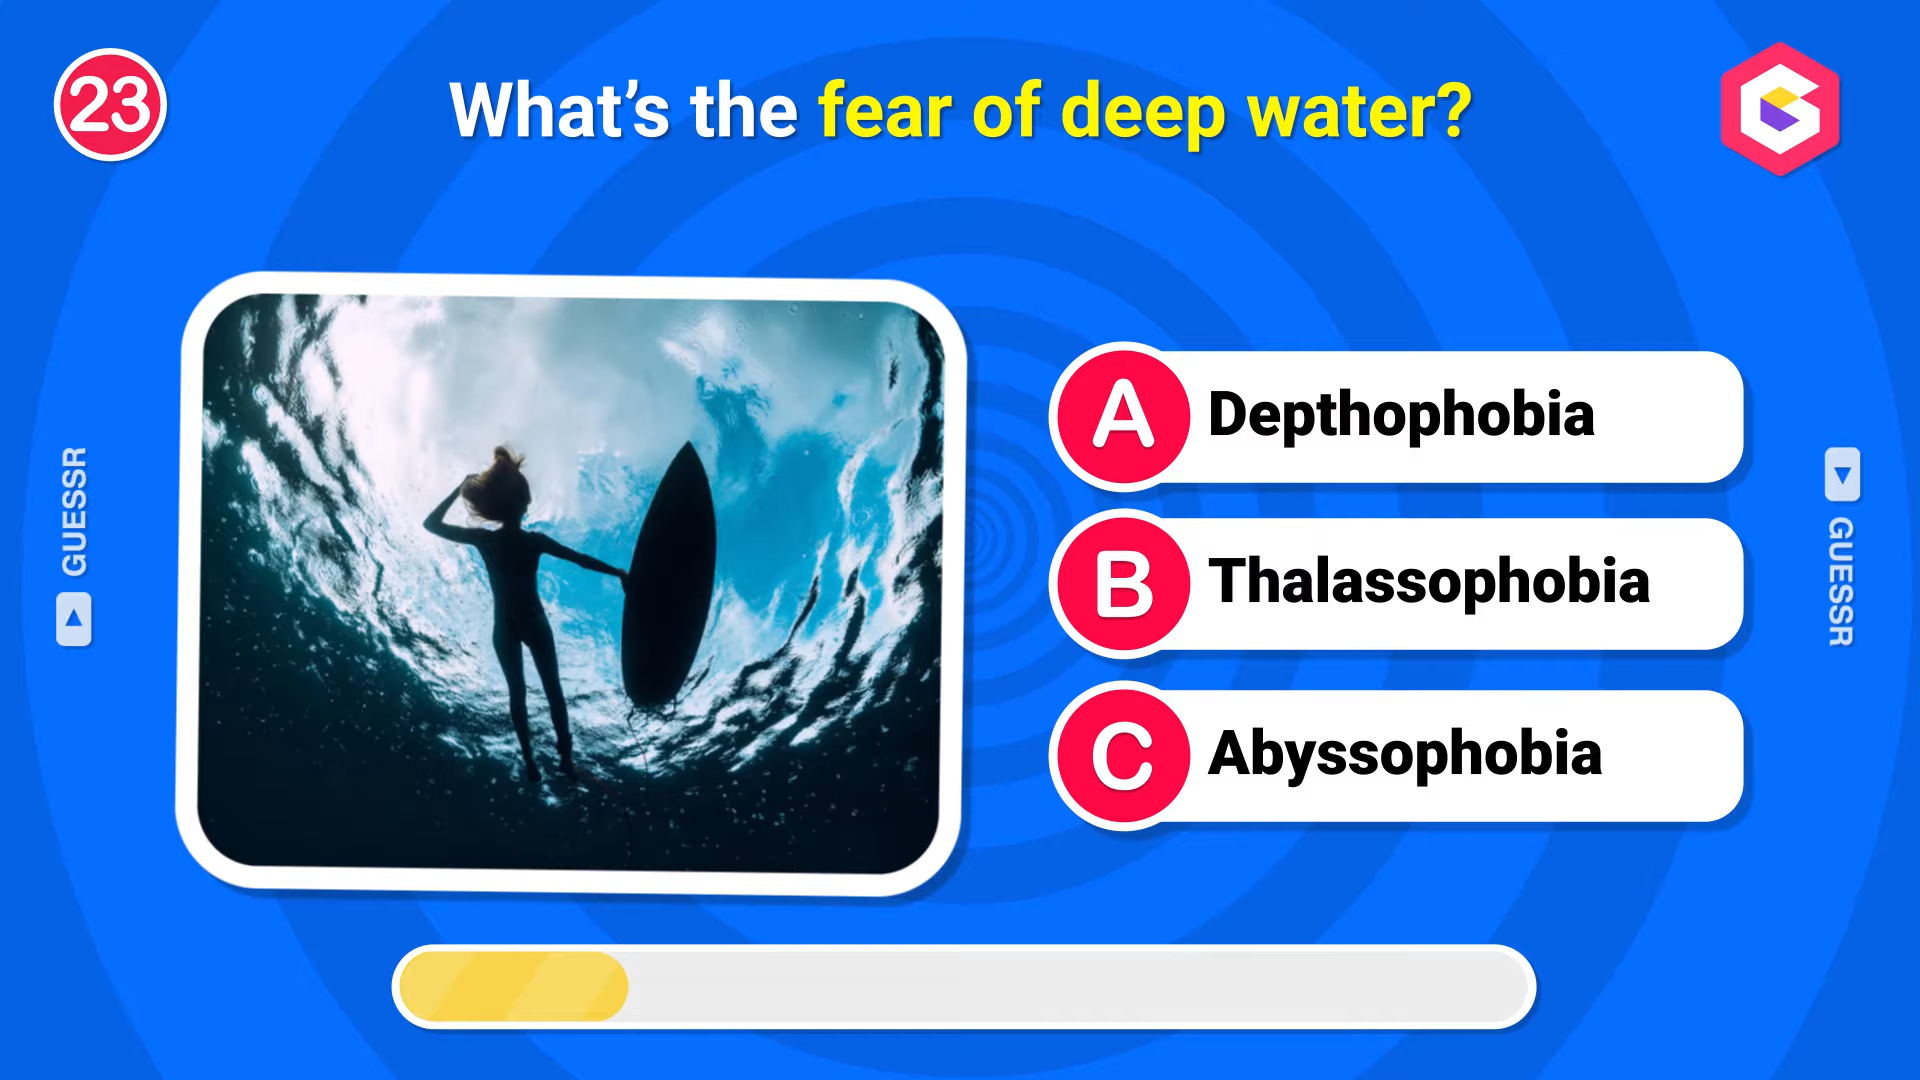 23
What's the fear of deep water?
A Depthophobia
B Thalassophobia
C Abyssophobia
GUESSR
GUESSR